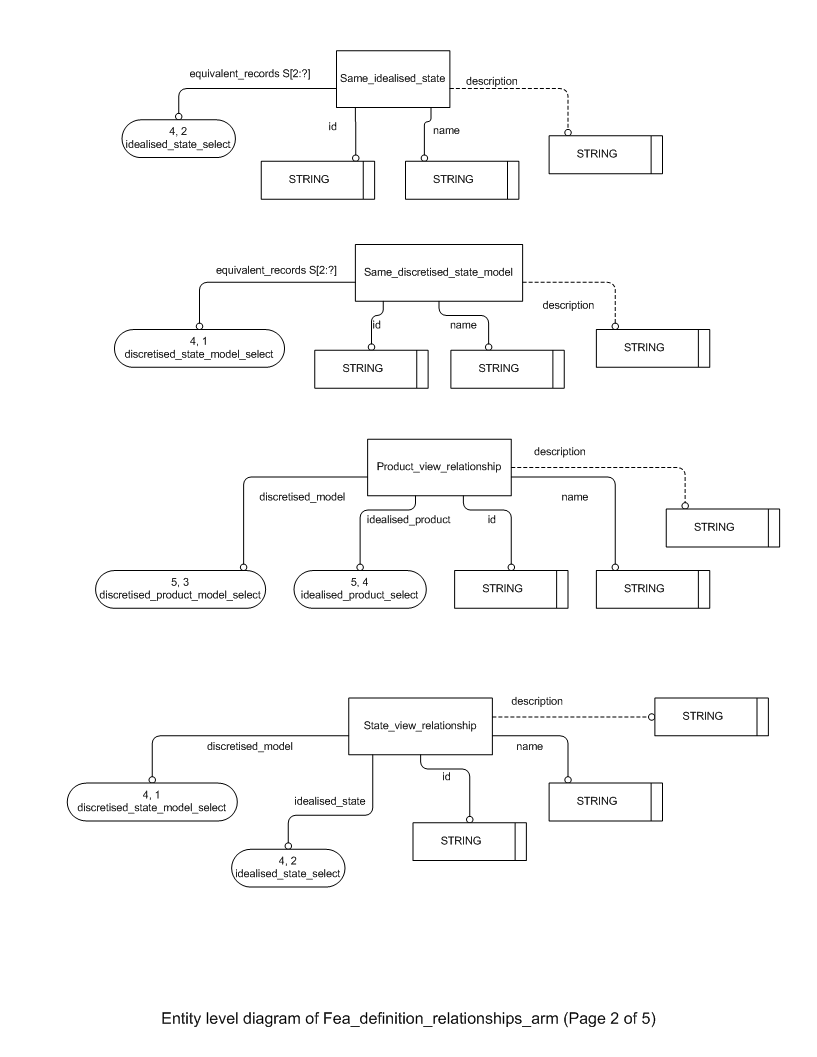 equivalent_records S[2:?]
Same_idealised_state
description
4, 2
idealised_state_select
id
name
STRING
STRING
STRING
equivalent_records S[2:?]
Same_discretised_state_model
description
id
name
4, 1
discretised_state_model_select
STRING
STRING
STRING
description
Product_view_relationship
discretised_model
name
idealised_product
id
STRING
5, 3
discretised_product_model_select
5, 4
idealised_product_select
STRING
STRING
description
STRING
State_view_relationship
discretised_model
name
id
4, 1
discretised_state_model_select
idealised_state
STRING
STRING
4, 2
idealised_state_select
Entity level diagram of Fea_definition_relationships_arm (Page 2 of 5)